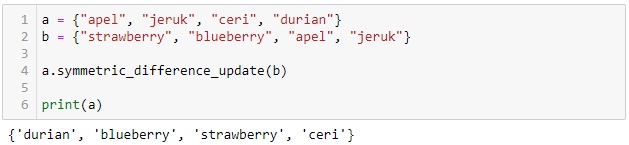 1 a = {"apel", "jeruk", "ceri", "durian"}
2 b = {"strawberry", "blueberry", "apel", "jeruk"}
3
4 a.symmetric_difference_update(b)
5
6 print(a)
{'durian', 'blueberry', 'strawberry', 'ceri'}